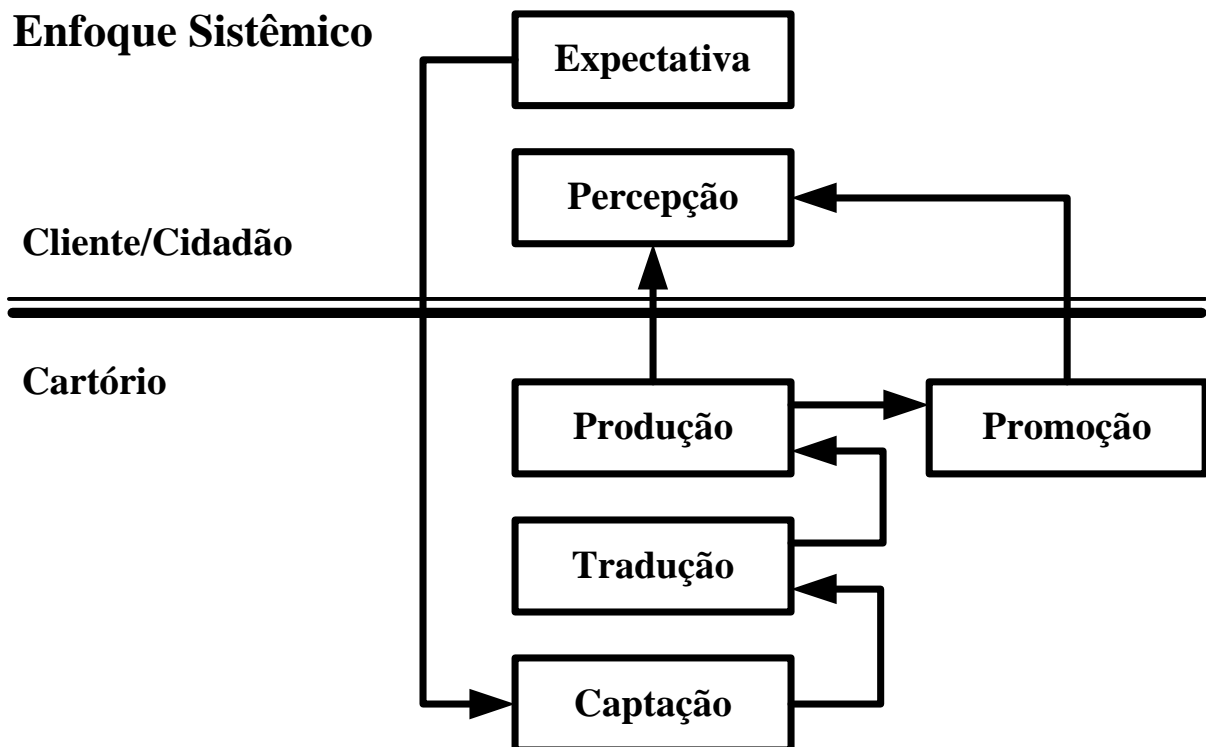 Enfoque Sistêmico
Expectativa
Percepção
Cliente/Cidadão
Cartório
Produção
Promoção
Tradução
Captação